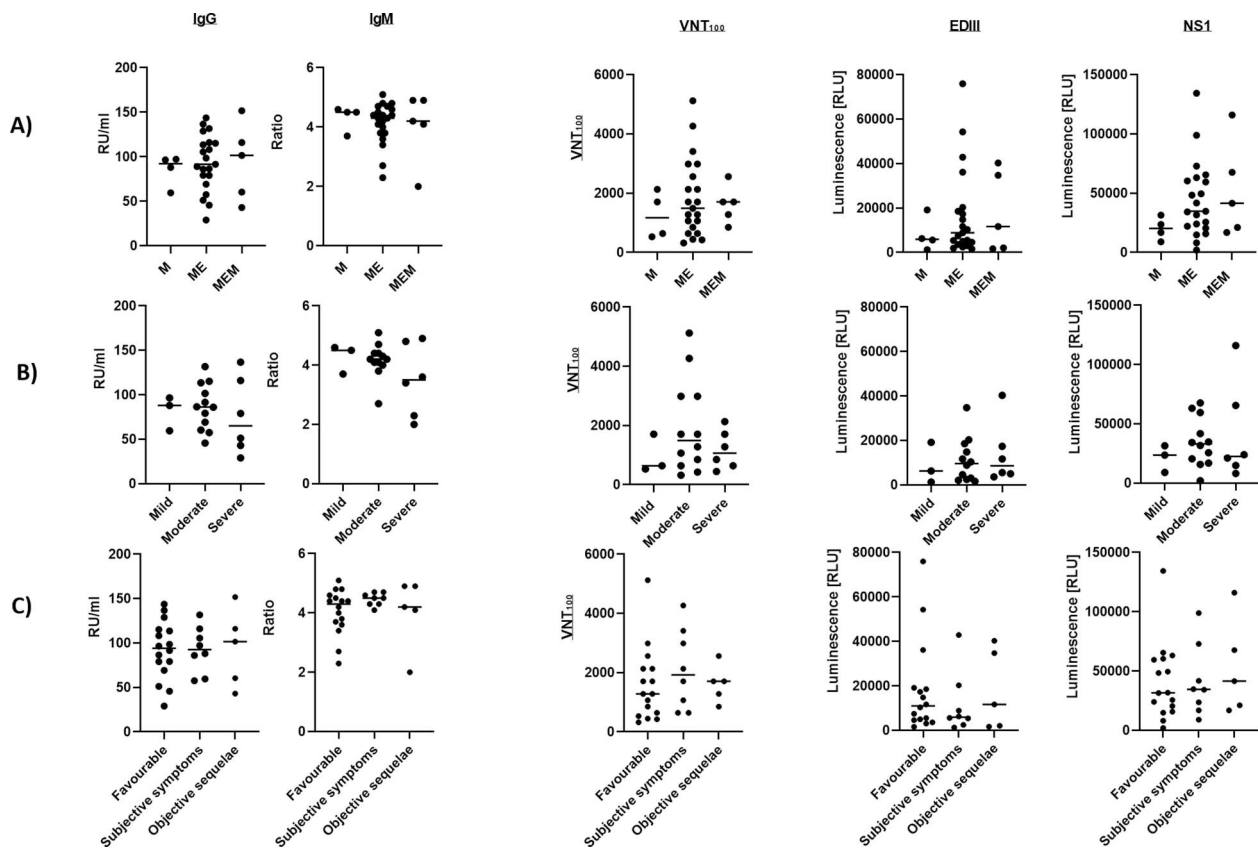 IgG IgM VNT₁₀₀ EDIII NS1
A)
RU/ml
200
150
100
50
0
M ME MEM
Ratio
6
4
2
0
M ME MEM
VNT₁₀₀
6000
4000
2000
0
M ME MEM
Luminescence [RLU]
80000
60000
40000
20000
0
M ME MEM
Luminescence [RLU]
150000
100000
50000
0
M ME MEM
B)
RU/ml
200
150
100
50
0
Mild Moderate Severe
Ratio
6
4
2
0
Mild Moderate Severe
VNT₁₀₀
6000
4000
2000
0
Mild Moderate Severe
Luminescence [RLU]
80000
60000
40000
20000
0
Mild Moderate Severe
Luminescence [RLU]
150000
100000
50000
0
Mild Moderate Severe
C)
RU/ml
200
150
100
50
0
Favourable Subjective symptoms Objective sequelae
Ratio
6
4
2
0
Favourable Subjective symptoms Objective sequelae
VNT₁₀₀
6000
4000
2000
0
Favourable Subjective symptoms Objective sequelae
Luminescence [RLU]
80000
60000
40000
20000
0
Favourable Subjective symptoms Objective sequelae
Luminescence [RLU]
150000
100000
50000
0
Favourable Subjective symptoms Objective sequelae